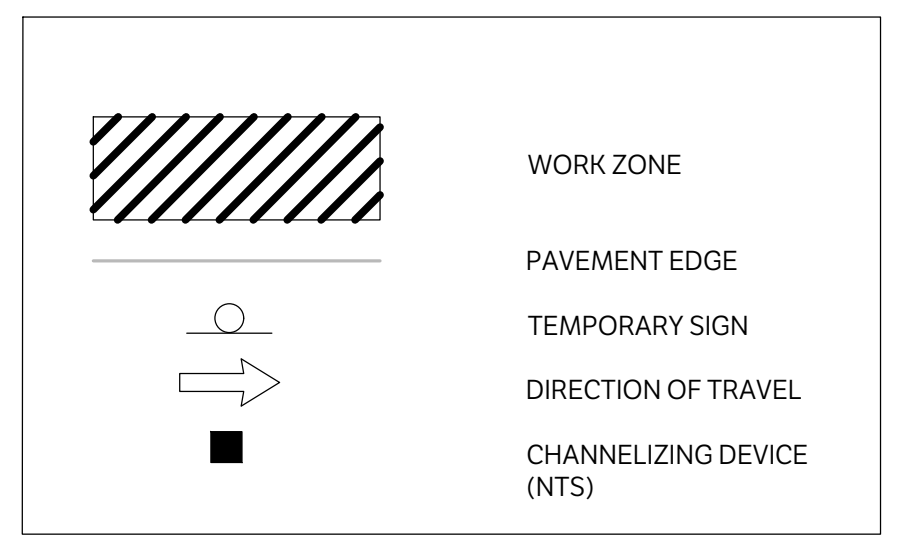 WORK ZONE
PAVEMENT EDGE
TEMPORARY SIGN
DIRECTION OF TRAVEL
CHANNELIZING DEVICE
(NTS)